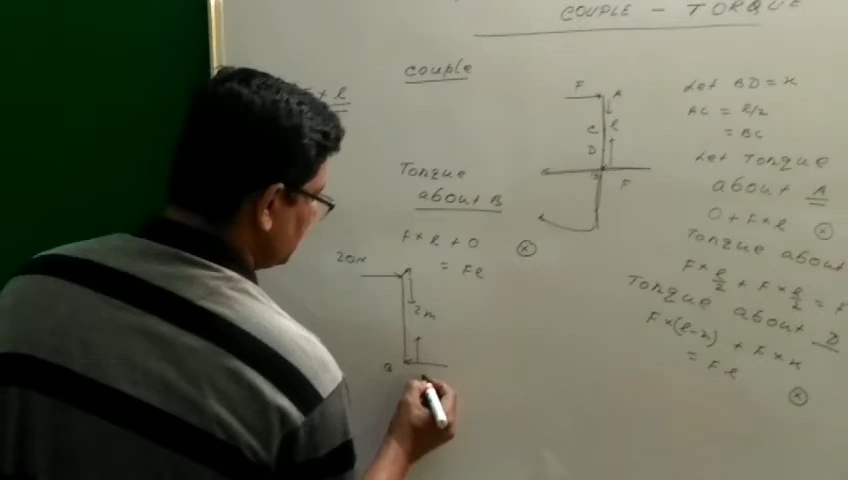 COUPLE - TORQUE
couple
F A
C l
D
B F
Let BD = x
AC = l/2
= BC
Let Torque
about A
0 + F×l ⊗
Torque about
F×l/2 + F×l/2 = F
Torque about D
F×(l-x) + F×x
= Fl
⊗
× l
Torque
about B
F×l + 0 ⊗
= Fl
20N A
2m
B